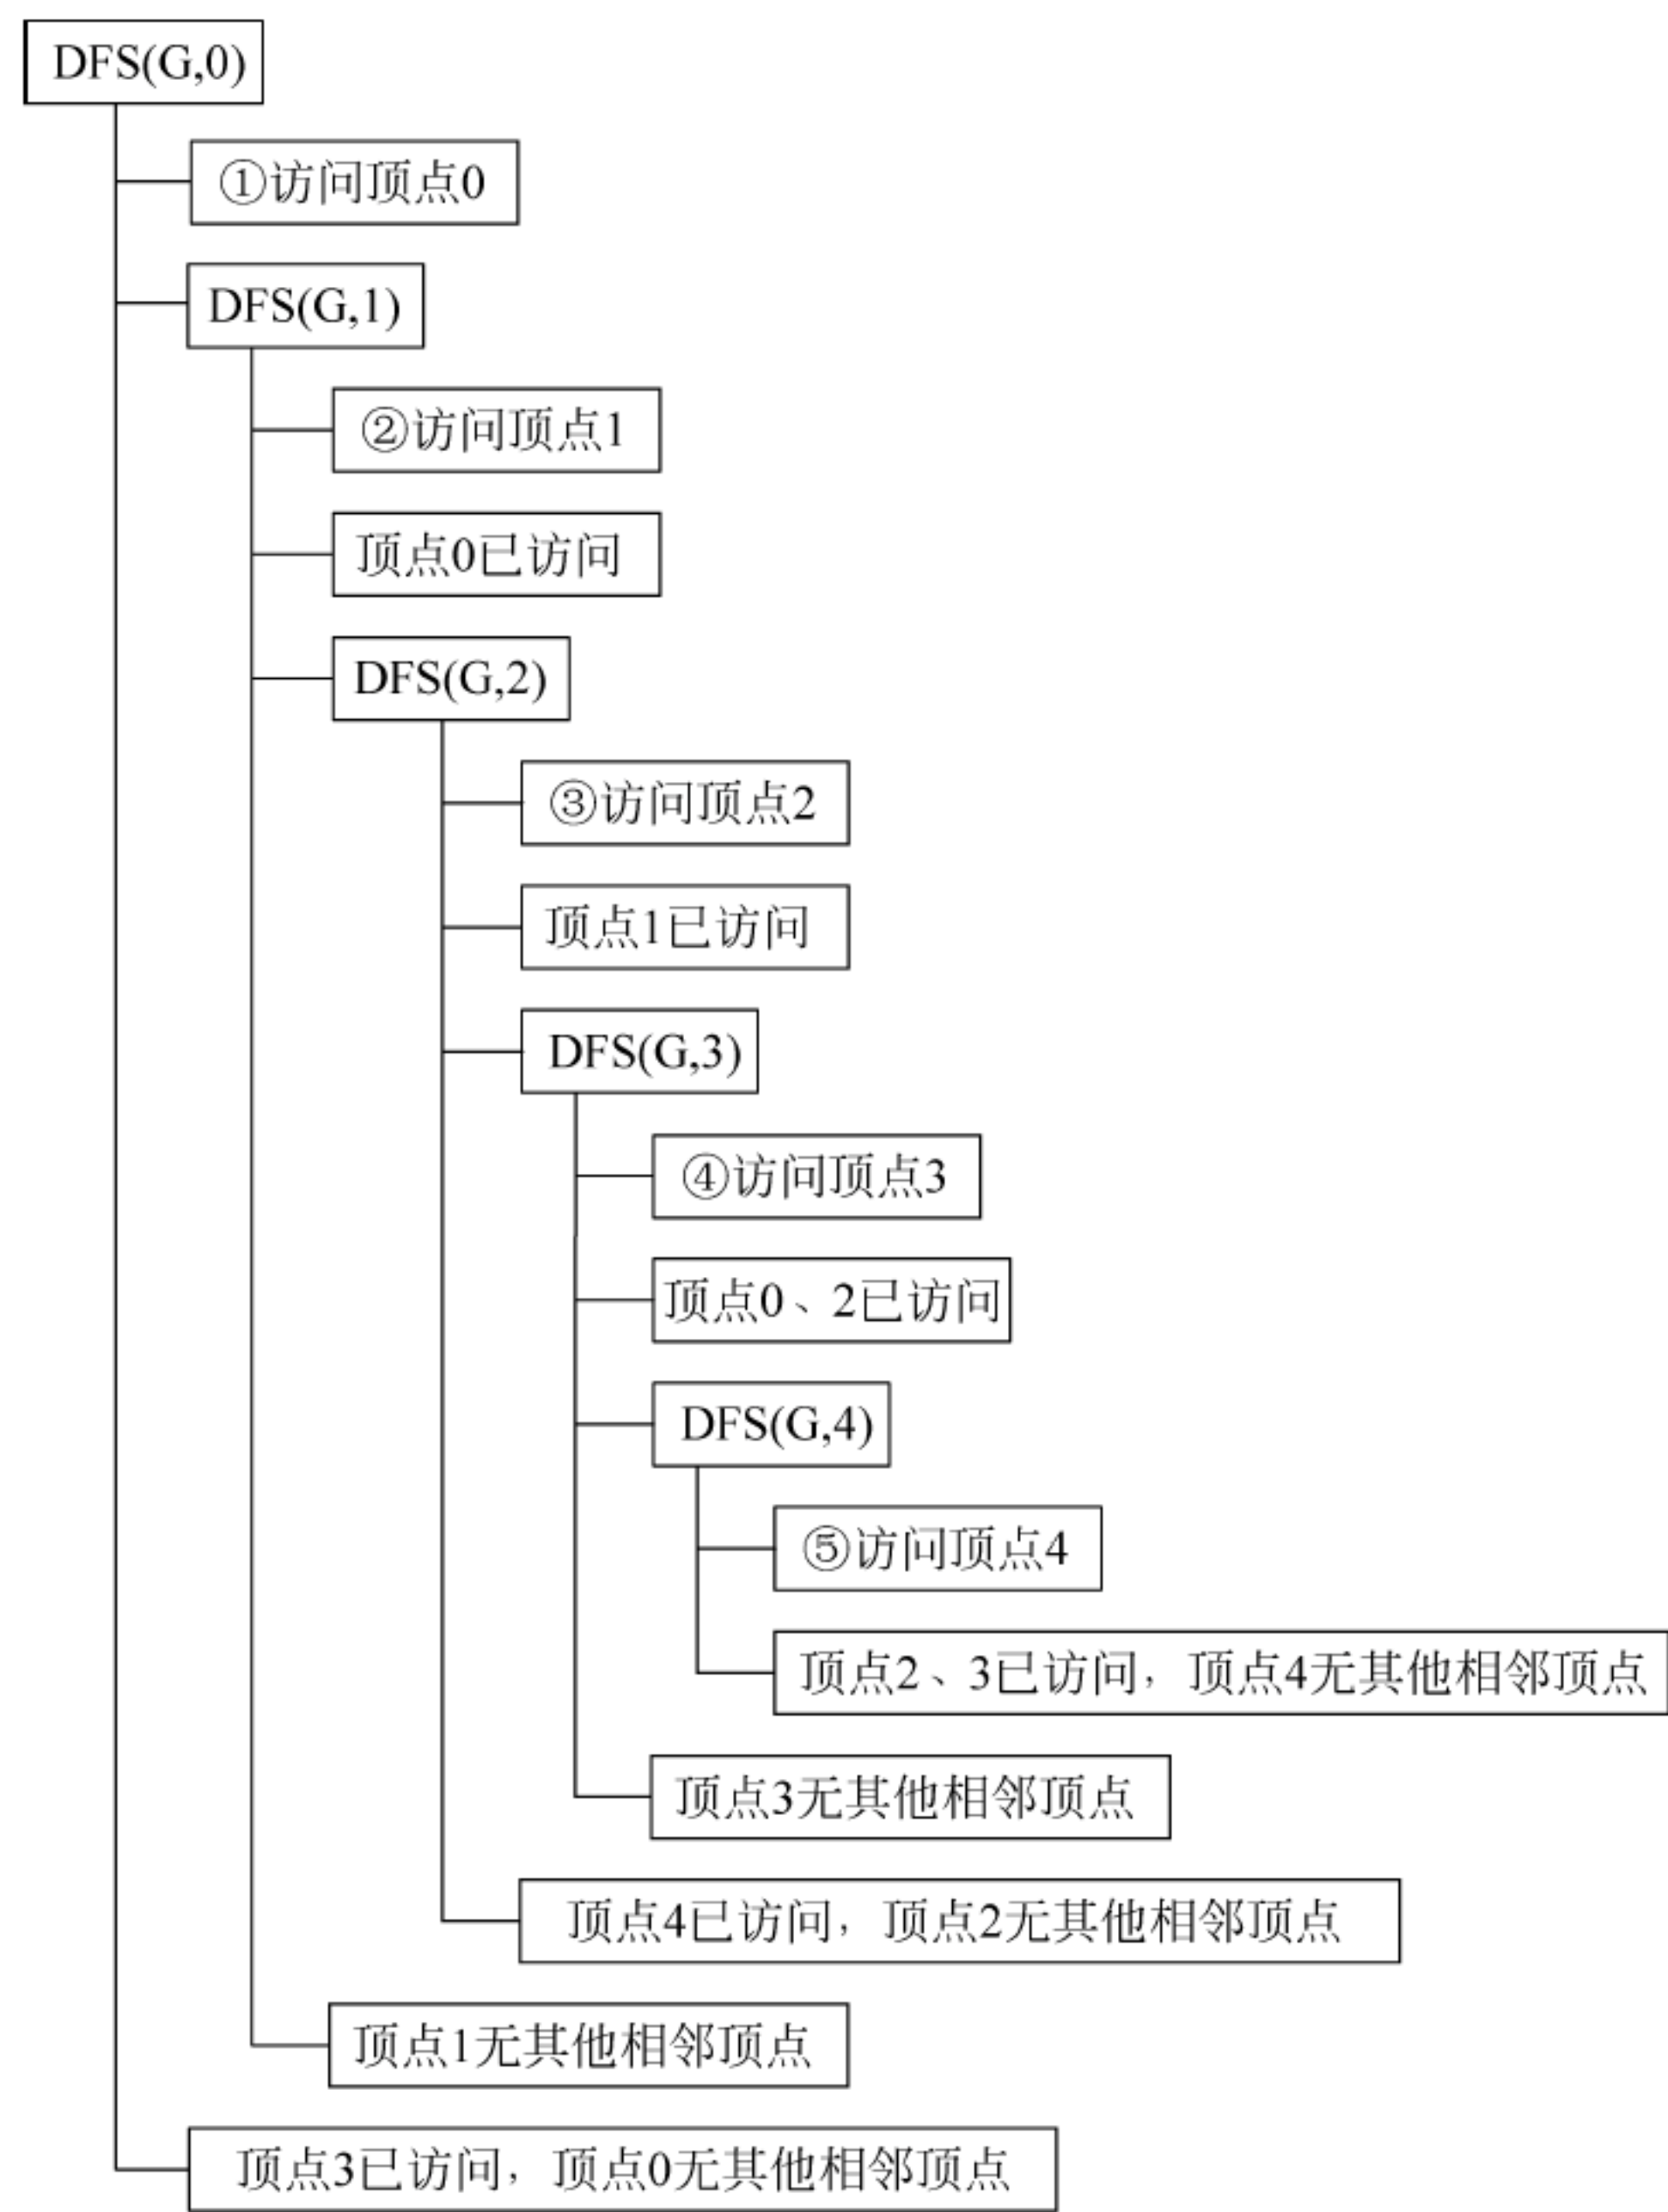 DFS(G,0)
①访问顶点0
DFS(G,1)
②访问顶点1
顶点0已访问
DFS(G,2)
③访问顶点2
顶点1已访问
DFS(G,3)
④访问顶点3
顶点0、2已访问
DFS(G,4)
⑤访问顶点4
顶点2、3已访问，顶点4无其他相邻顶点
顶点3无其他相邻顶点
顶点4已访问，顶点2无其他相邻顶点
顶点1无其他相邻顶点
顶点3已访问，顶点0无其他相邻顶点